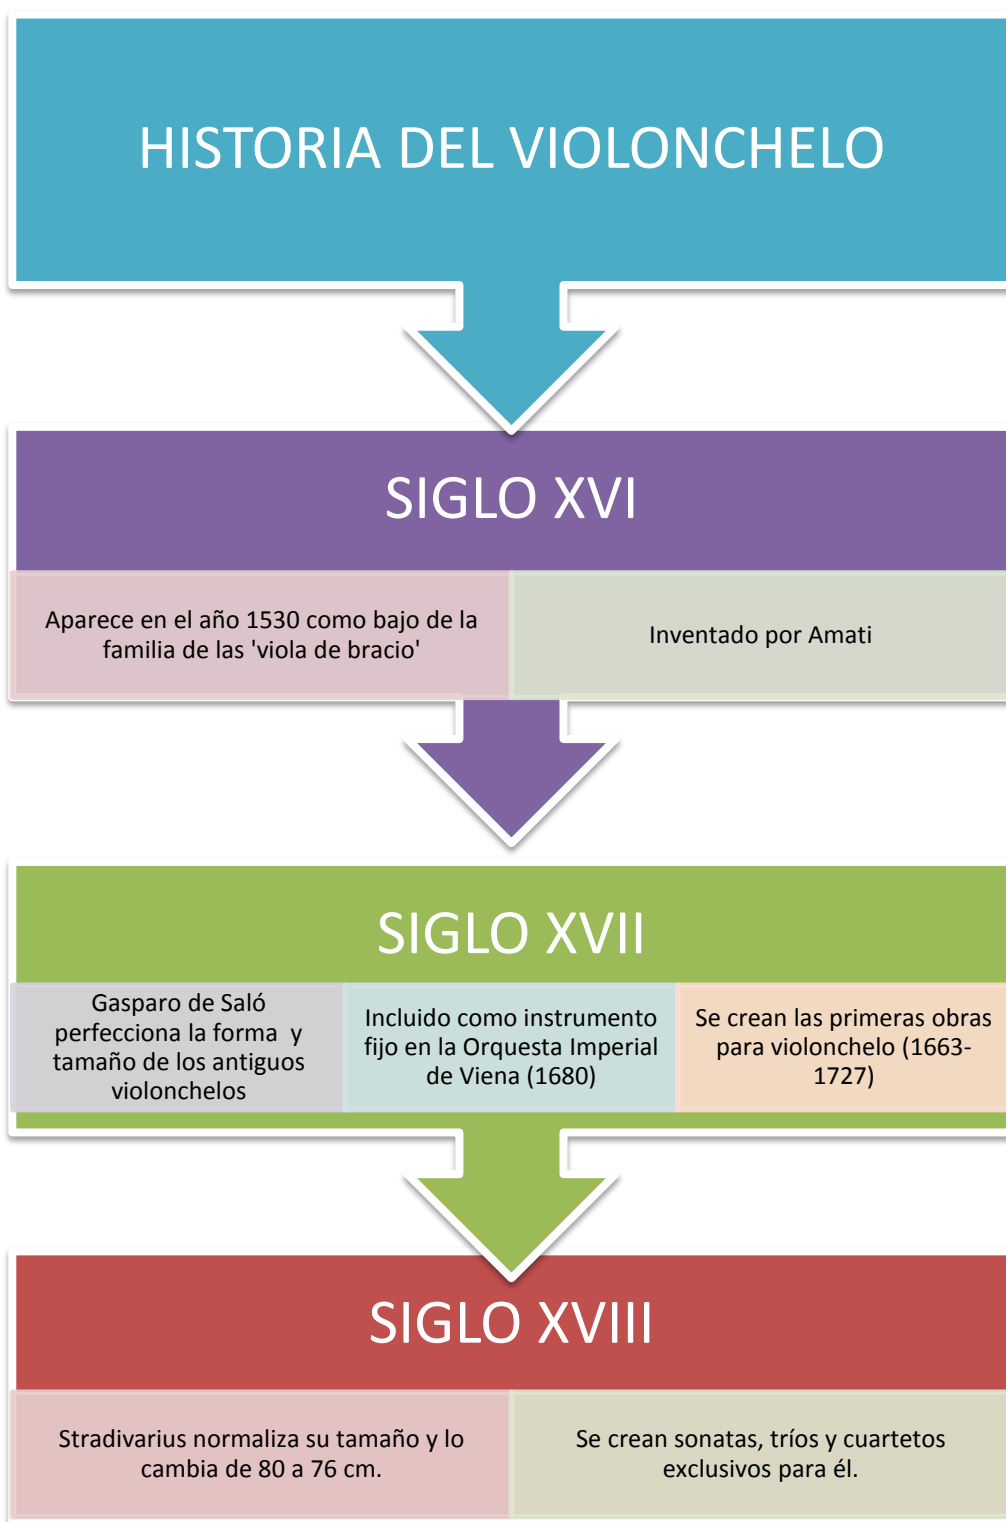 HISTORIA DEL VIOLONCHELO
SIGLO XVI
Aparece en el año 1530 como bajo de la
familia de las 'viola de bracio'
Inventado por Amati
SIGLO XVII
Gasparo de Saló
perfecciona la forma y
tamaño de los antiguos
violonchelos
Incluido como instrumento
fijo en la Orquesta Imperial
de Viena (1680)
Se crean las primeras obras
para violonchelo (1663-
1727)
SIGLO XVIII
Stradivarius normaliza su tamaño y lo
cambia de 80 a 76 cm.
Se crean sonatas, tríos y cuartetos
exclusivos para él.